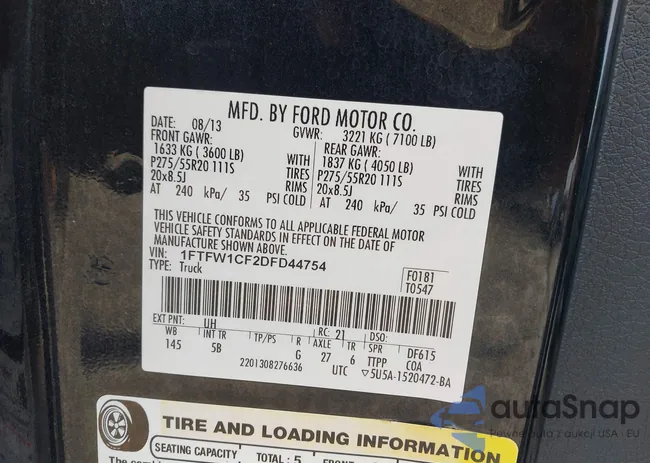 MFD. BY FORD MOTOR CO.
DATE: 08/13 GVWR: 3221 KG ( 7100 LB)
FRONT GAWR: REAR GAWR:
1633 KG ( 3600 LB) WITH 1837 KG ( 4050 LB) WITH
P275/55R20 111S TIRES P275/55R20 111S TIRES
20x8.5J RIMS 20x8.5J RIMS
AT 240 kPa/ 35 PSI COLD AT 240 kPa/ 35 PSI COLD
THIS VEHICLE CONFORMS TO ALL APPLICABLE FEDERAL MOTOR
VEHICLE SAFETY STANDARDS IN EFFECT ON THE DATE OF
MANUFACTURE SHOWN ABOVE.
VIN: 1FTFW1CF2DFD44754
TYPE: Truck
F0181
T0547
EXT PNT: UH RC: 21 DSO: DF615
WB INT TR TP/PS R AXLE TR SPR
145 5B G 27 6 TTPP COA
2201308276636 UTC ▽5U5A-1520472-BA
TIRE AND LOADING INFORMATION
SEATING CAPACITY TOTAL : 5
autoSnap
Pewne auta z aukcji USA - EU